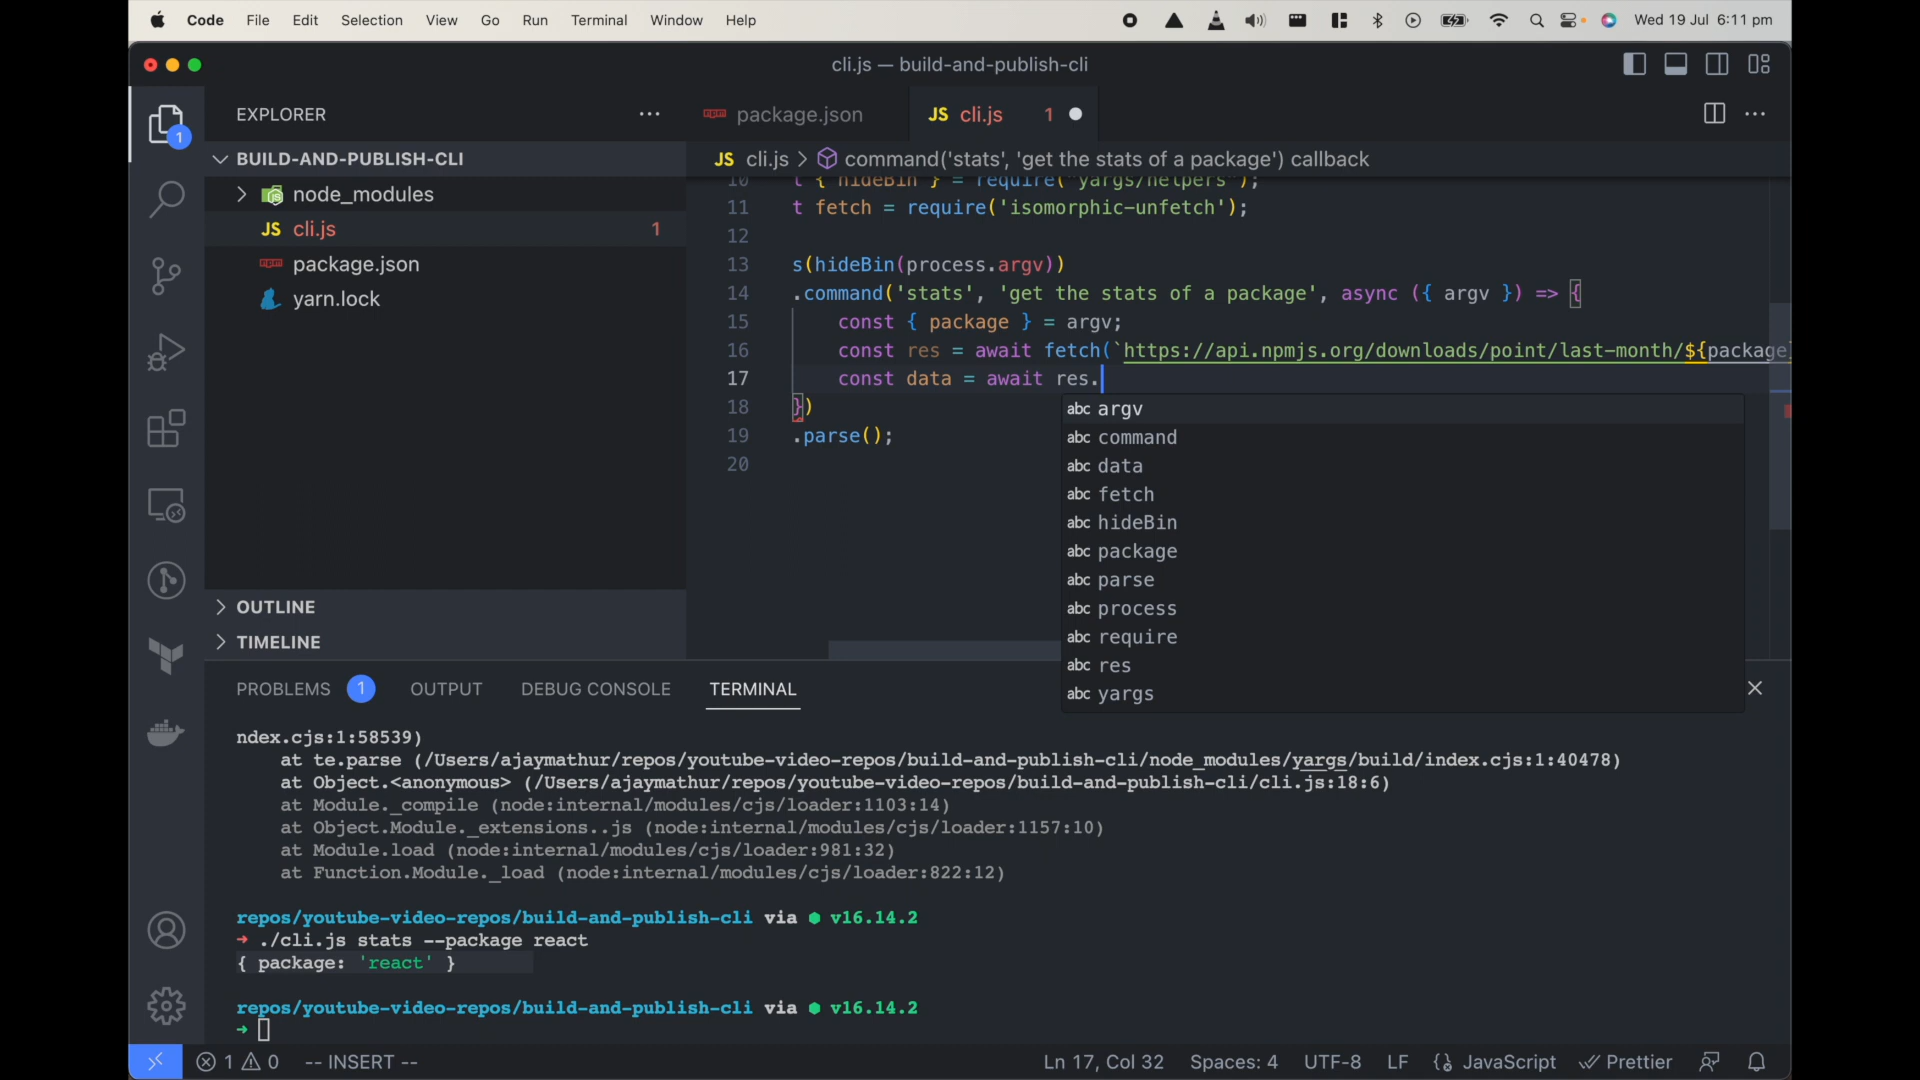 Code File Edit Selection View Go Run Terminal Window Help Wed 19 Jul 6:11 pm
cli.js — build-and-publish-cli
EXPLORER
package.json
JS cli.js 1
1
BUILD-AND-PUBLISH-CLI
JS cli.js > command('stats', 'get the stats of a package') callback
node_modules
JS cli.js 1
package.json
yarn.lock
OUTLINE
TIMELINE
10 t { hideBin } = require("yargs/helpers");
11 t fetch = require('isomorphic-unfetch');
12
13 s(hideBin(process.argv))
14 .command('stats', 'get the stats of a package', async ({ argv }) => {
15 const { package } = argv;
16 const res = await fetch(`https://api.npmjs.org/downloads/point/last-month/${package
17 const data = await res.
18 })
19 .parse();
20
abc argv
abc command
abc data
abc fetch
abc hideBin
abc package
abc parse
abc process
abc require
abc res
abc yargs
PROBLEMS 1 OUTPUT DEBUG CONSOLE TERMINAL
ndex.cjs:1:58539)
at te.parse (/Users/ajaymathur/repos/youtube-video-repos/build-and-publish-cli/node_modules/yargs/build/index.cjs:1:40478)
at Object.<anonymous> (/Users/ajaymathur/repos/youtube-video-repos/build-and-publish-cli/cli.js:18:6)
at Module._compile (node:internal/modules/cjs/loader:1103:14)
at Object.Module._extensions..js (node:internal/modules/cjs/loader:1157:10)
at Module.load (node:internal/modules/cjs/loader:981:32)
at Function.Module._load (node:internal/modules/cjs/loader:822:12)
repos/youtube-video-repos/build-and-publish-cli via ⬢ v16.14.2
➜ ./cli.js stats --package react
{ package: 'react' }
repos/youtube-video-repos/build-and-publish-cli via ⬢ v16.14.2
➜
1 0 -- INSERT -- Ln 17, Col 32 Spaces: 4 UTF-8 LF JavaScript Prettier